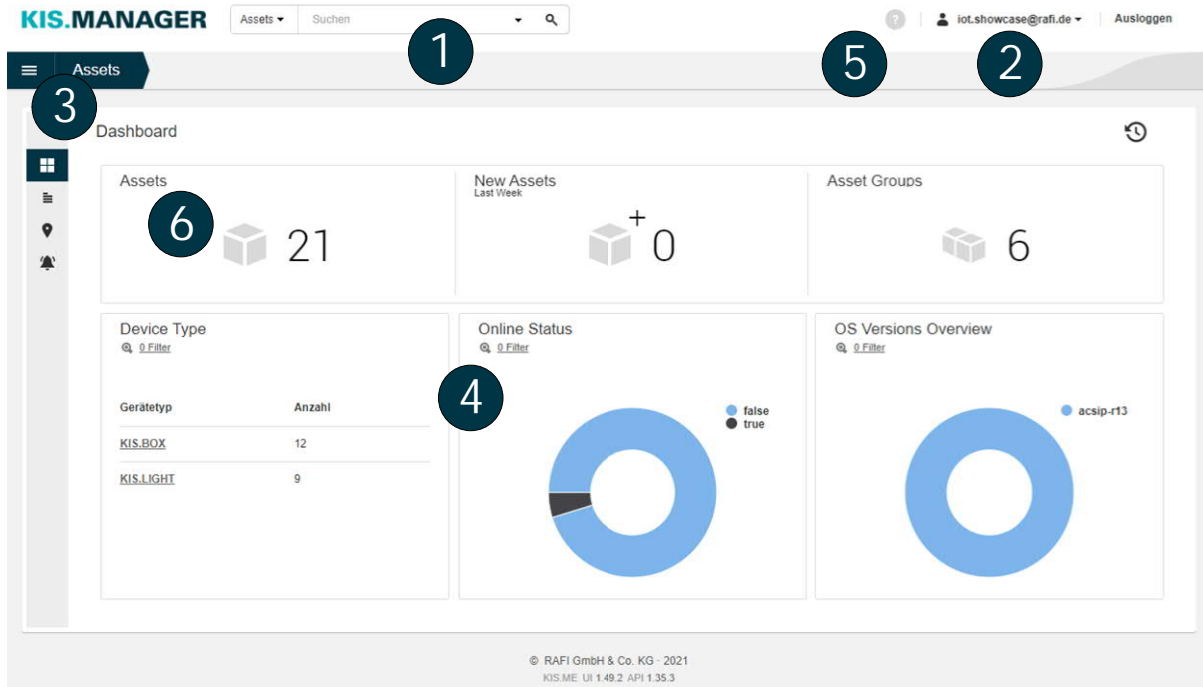 KIS.MANAGER Assets Suchen ? iot.showcase@rafi.de Ausloggen
1
5
2
Assets
3
Dashboard
Assets
New Assets
Last Week
Asset Groups
6
21
+
0
6
Device Type
0 Filter
Online Status
0 Filter
OS Versions Overview
0 Filter
4
Gerätetyp Anzahl
KIS.BOX 12
KIS.LIGHT 9
false
true
acsip-r13
© RAFI GmbH & Co. KG - 2021
KIS.ME UI 1.49.2 API 1.35.3